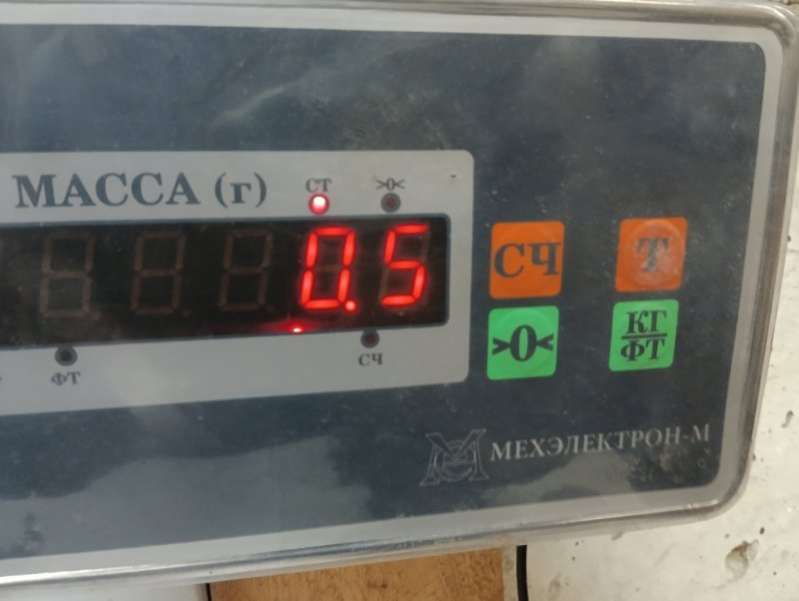 МАССА (г)
СТ
>0<
0.5
ФТ
СЧ
СЧ
Т
>0<
КГ
ФТ
МЕХЭЛЕКТРОН-М